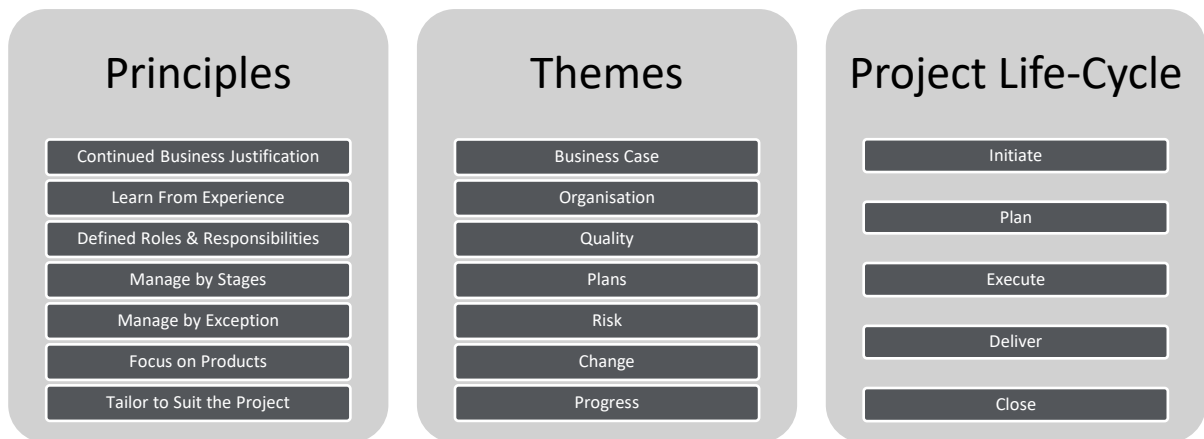 Principles
Continued Business Justification
Learn From Experience
Defined Roles & Responsibilities
Manage by Stages
Manage by Exception
Focus on Products
Tailor to Suit the Project
Themes
Business Case
Organisation
Quality
Plans
Risk
Change
Progress
Project Life-Cycle
Initiate
Plan
Execute
Deliver
Close